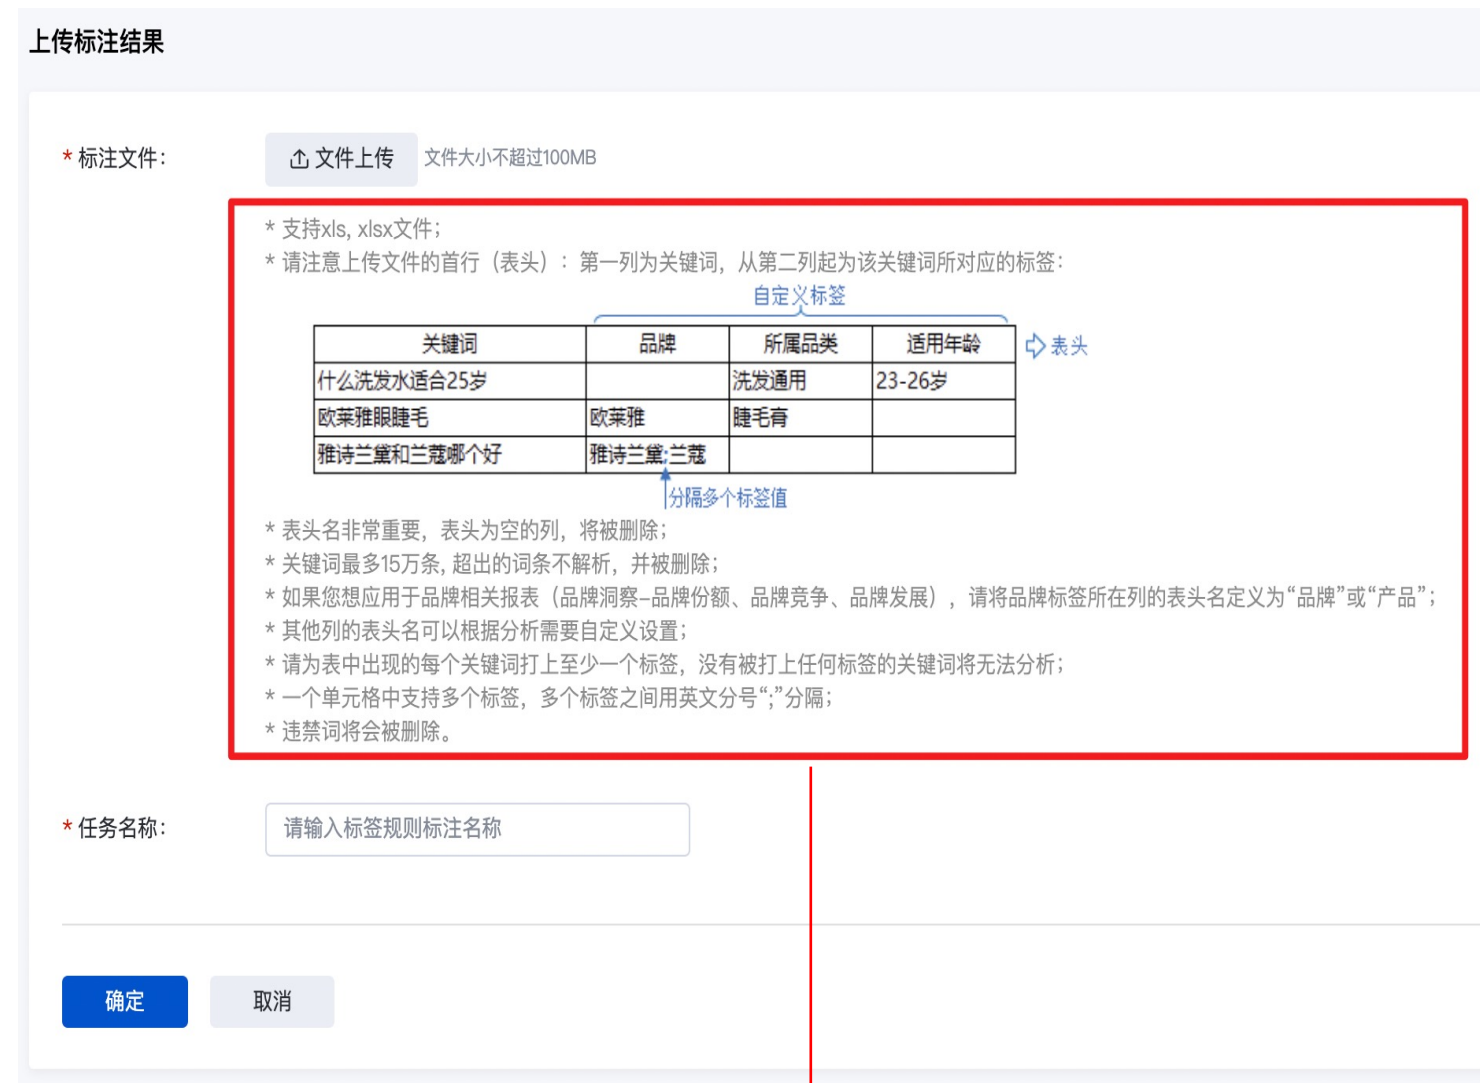 上传标注结果
* 标注文件：
文件上传 文件大小不超过100MB
* 支持xls, xlsx文件；
* 请注意上传文件的首行（表头）：第一列为关键词，从第二列起为该关键词所对应的标签：
自定义标签
关键词 品牌 所属品类 适用年龄 表头
什么洗发水适合25岁 洗发通用 23-26岁
欧莱雅眼睫毛 欧莱雅 睫毛膏
雅诗兰黛和兰蔻哪个好 雅诗兰黛;兰蔻
分隔多个标签值
* 表头名非常重要，表头为空的列，将被删除；
* 关键词最多15万条, 超出的词条不解析，并被删除；
* 如果您想应用于品牌相关报表（品牌洞察–品牌份额、品牌竞争、品牌发展），请将品牌标签所在列的表头名定义为“品牌”或“产品”；
* 其他列的表头名可以根据分析需要自定义设置；
* 请为表中出现的每个关键词打上至少一个标签，没有被打上任何标签的关键词将无法分析；
* 一个单元格中支持多个标签，多个标签之间用英文分号“;”分隔；
* 违禁词将会被删除。
* 任务名称：
请输入标签规则标注名称
确定 取消